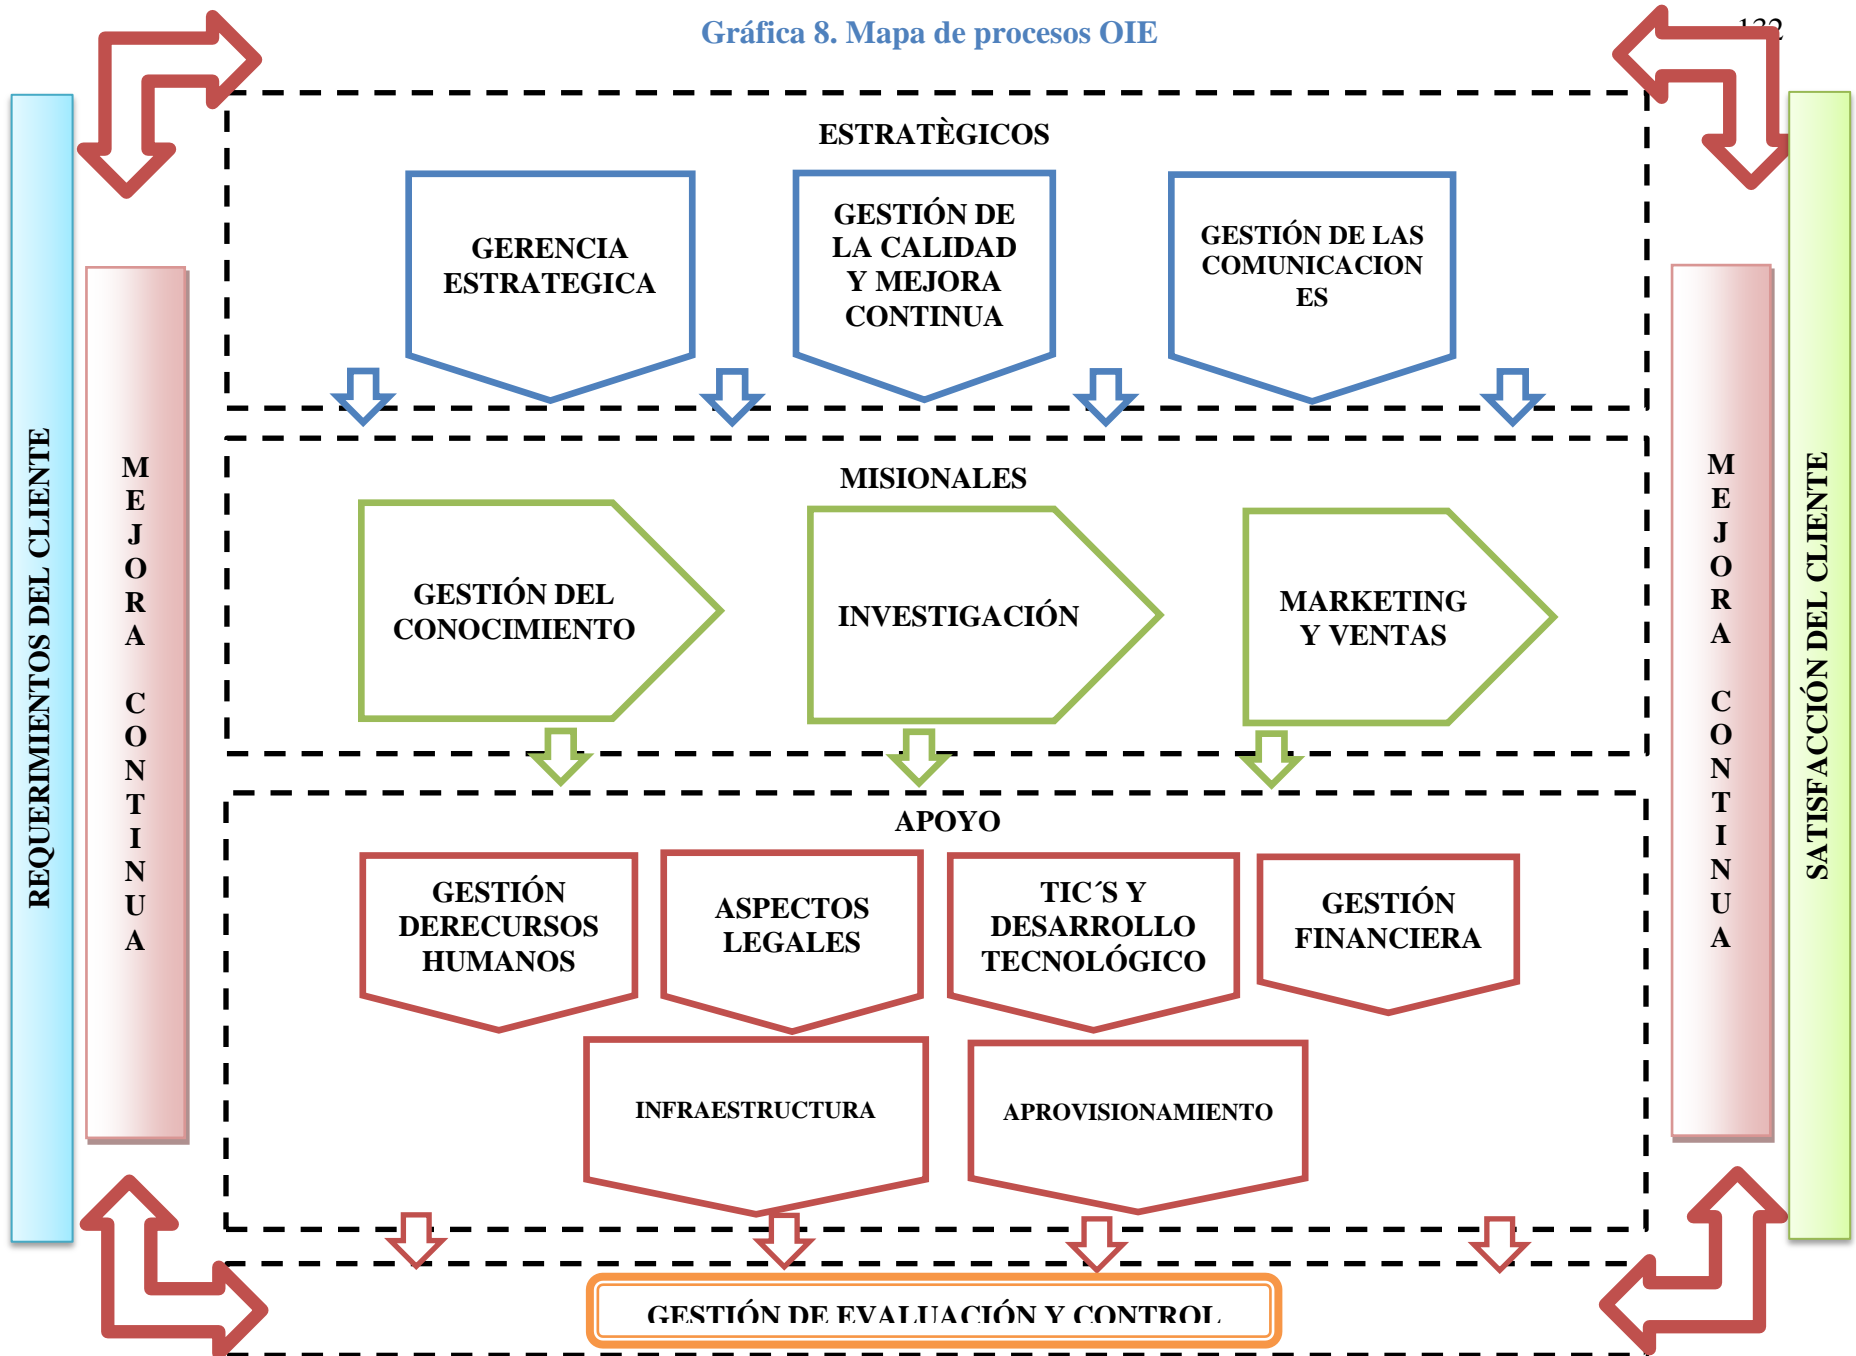 Gráfica 8. Mapa de procesos OIE
132
REQUERIMIENTOS DEL CLIENTE
MEJORA CONTINUA
ESTRATÈGICOS
GERENCIA
ESTRATEGICA
GESTIÓN DE
LA CALIDAD
Y MEJORA
CONTINUA
GESTIÓN DE LAS
COMUNICACION
ES
MISIONALES
GESTIÓN DEL
CONOCIMIENTO
INVESTIGACIÓN
MARKETING
Y VENTAS
APOYO
GESTIÓN
DERECURSOS
HUMANOS
ASPECTOS
LEGALES
TIC´S Y
DESARROLLO
TECNOLÓGICO
GESTIÓN
FINANCIERA
INFRAESTRUCTURA
APROVISIONAMIENTO
GESTIÓN DE EVALUACIÓN Y CONTROL
MEJORA CONTINUA
SATISFACCIÓN DEL CLIENTE